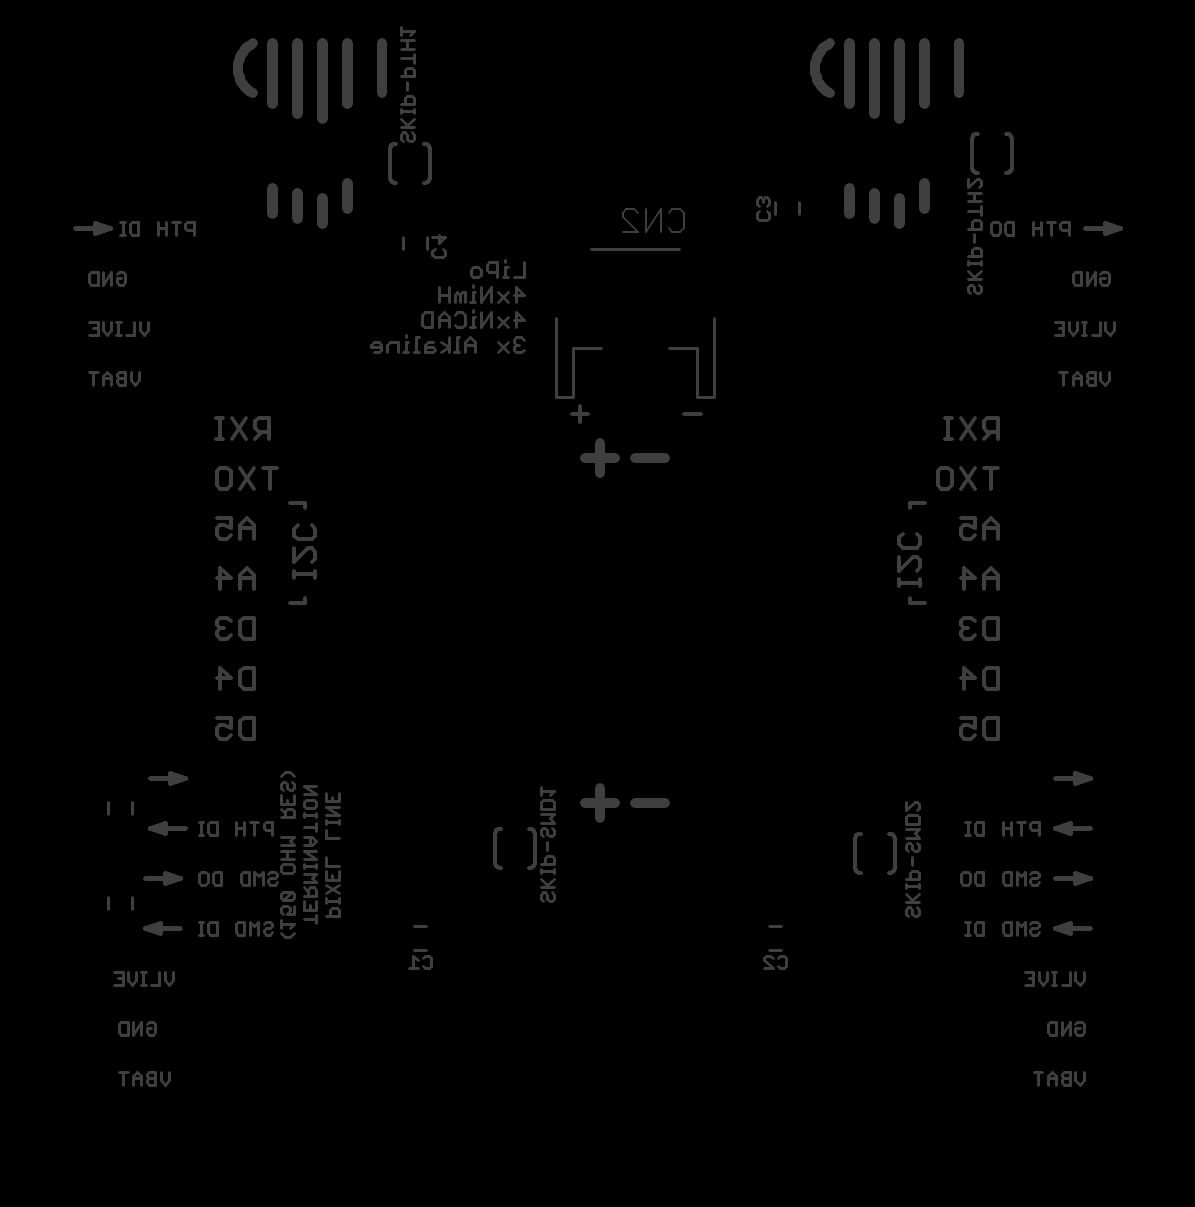 SKIP-PTH1
SKIP-PTH2
CN2
C3
C4
PTH DI
PTH DO
GND
GND
VLIVE
VLIVE
VBAT
VBAT
LiPo
4xNimH
4xNiCAD
3x Alkaline
+ -
+ -
RXI
RXI
TXO
TXO
A5
A5
I2C
I2C
A4
A4
D3
D3
D4
D4
D5
D5
PIXEL LINE
TERMINATION
(150 OHM RES)
SKIP-SMD1
+ -
SKIP-SMD2
PTH DI
PTH DI
SMD DO
SMD DO
SMD DI
SMD DI
C1
C2
VLIVE
VLIVE
GND
GND
VBAT
VBAT